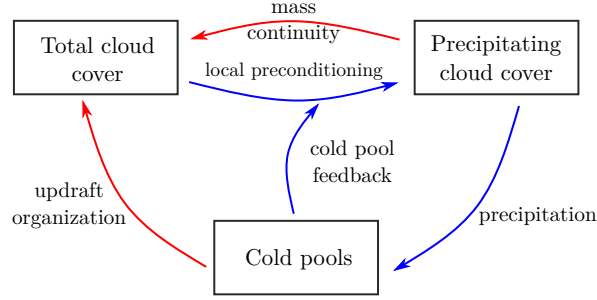 mass
continuity
Total cloud
cover
Precipitating
cloud cover
local preconditioning
cold pool
feedback
updraft
organization
precipitation
Cold pools